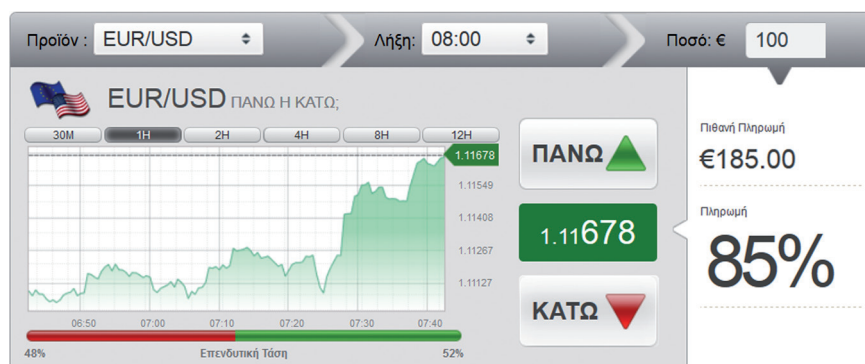 Προϊόν : EUR/USD Λήξη: 08:00 Ποσό: € 100
EUR/USD ΠΑΝΩ Η ΚΑΤΩ;
30M 1H 2H 4H 8H 12H
1.11678
1.11549
1.11408
1.11267
1.11127
06:50 07:00 07:10 07:20 07:30 07:40
48% Επενδυτική Τάση 52%
ΠΑΝΩ
1.11678
ΚΑΤΩ
Πιθανή Πληρωμή
€185.00
Πληρωμή
85%